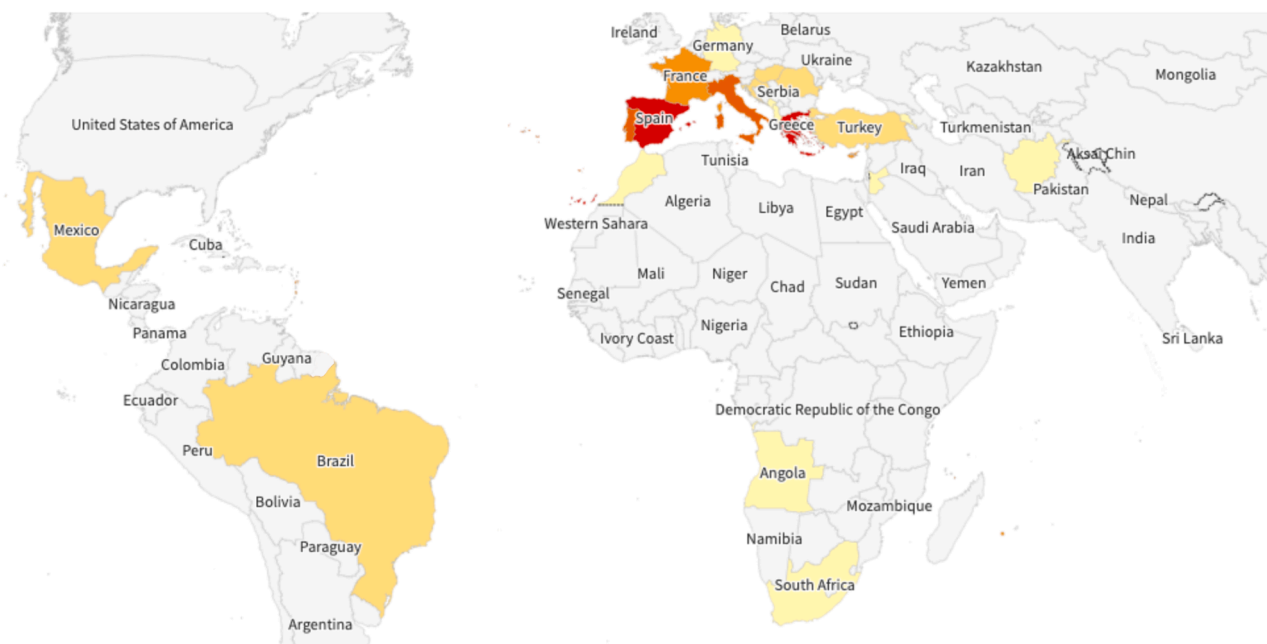 Ireland
Belarus
Germany
Ukraine
France
Kazakhstan
Mongolia
Serbia
United States of America
Spain
Greece
Turkey
Turkmenistan
Tunisia
Aksai Chin
Iraq
Iran
Pakistan
Nepal
Algeria
Libya
Egypt
Western Sahara
Saudi Arabia
India
Mexico
Cuba
Mali
Niger
Chad
Sudan
Yemen
Senegal
Nicaragua
Panama
Nigeria
Ivory Coast
Ethiopia
Sri Lanka
Colombia
Guyana
Ecuador
Democratic Republic of the Congo
Peru
Brazil
Angola
Bolivia
Mozambique
Namibia
Paraguay
South Africa
Argentina